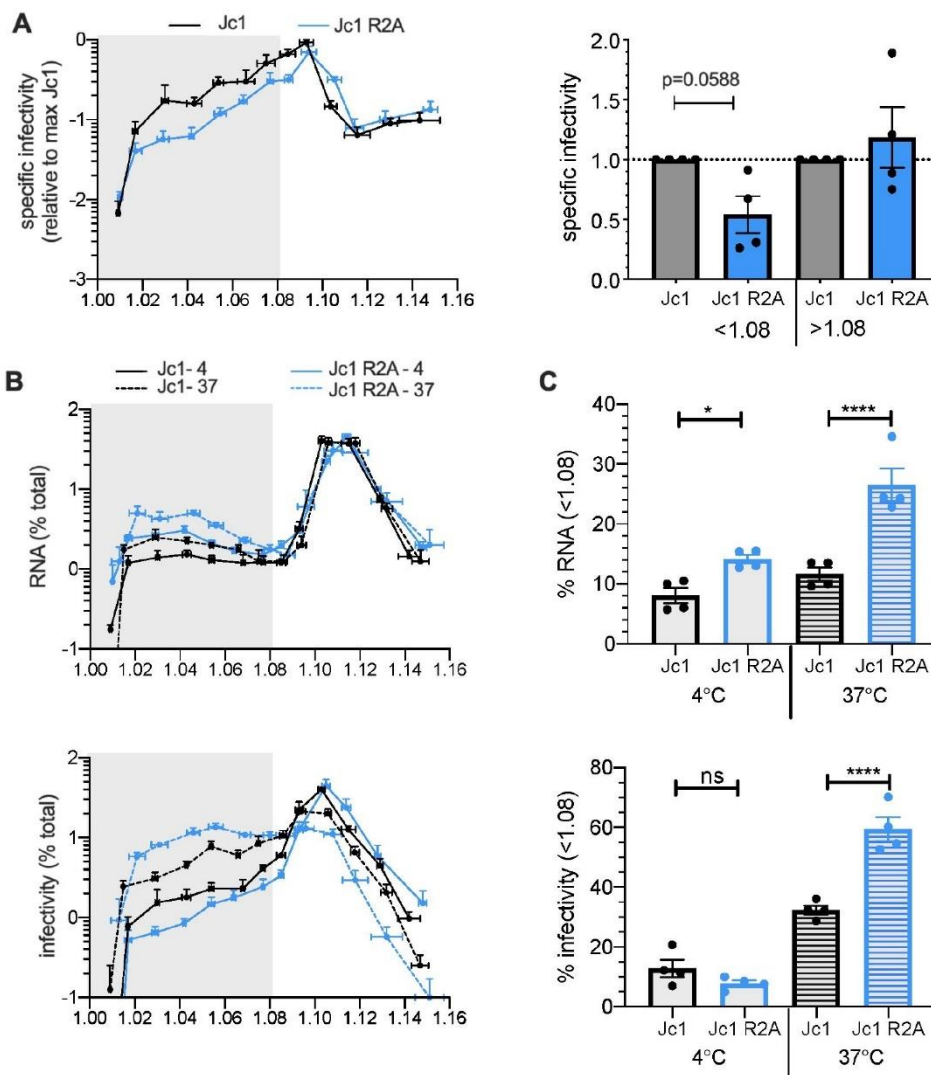 A
Jc1
Jc1 R2A
specific infectivity
(relative to max Jc1)
-0
-1
-2
-3
1.00 1.02 1.04 1.06 1.08 1.10 1.12 1.14 1.16
specific infectivity
2.0
1.5
1.0
0.5
0.0
p=0.0588
Jc1 Jc1 R2A Jc1 Jc1 R2A
<1.08 >1.08
B
Jc1- 4
Jc1- 37
Jc1 R2A - 4
Jc1 R2A - 37
RNA (% total)
2
1
0
-1
1.00 1.02 1.04 1.06 1.08 1.10 1.12 1.14 1.16
C
% RNA (<1.08)
40
30
20
10
0
* ****
Jc1 Jc1 R2A Jc1 Jc1 R2A
4°C 37°C
infectivity (% total)
2
1
0
-1
1.00 1.02 1.04 1.06 1.08 1.10 1.12 1.14 1.16
% infectivity (<1.08)
80
60
40
20
0
ns ****
Jc1 Jc1 R2A Jc1 Jc1 R2A
4°C 37°C